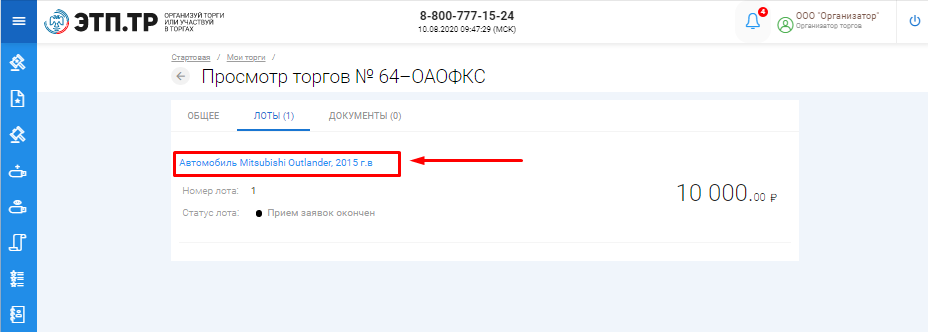 ЭТП.ТР
ОРГАНИЗУЙ ТОРГИ
ИЛИ УЧАСТВУЙ
В ТОРГАХ
8-800-777-15-24
10.08.2020 09:47:29 (МСК)
4
ООО "Организатор"
Организатор торгов
Стартовая / Мои торги /
Просмотр торгов № 64–ОАОФКС
ОБЩЕЕ ЛОТЫ (1) ДОКУМЕНТЫ (0)
Автомобиль Mitsubishi Outlander, 2015 г.в
Номер лота: 1
10 000.00 ₽
Статус лота: Прием заявок окончен